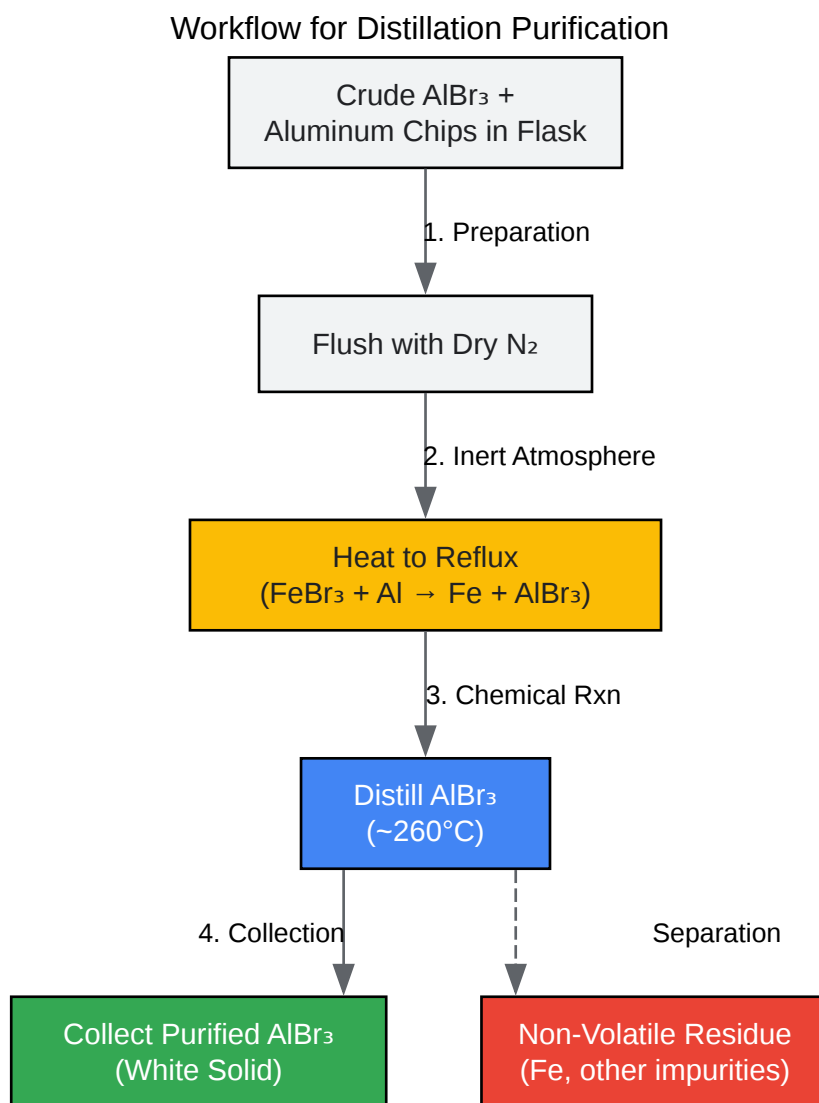 Workflow for Distillation Purification
Crude AlBr₃ +
Aluminum Chips in Flask
1. Preparation
Flush with Dry N₂
2. Inert Atmosphere
Heat to Reflux
(FeBr₃ + Al → Fe + AlBr₃)
3. Chemical Rxn
Distill AlBr₃
(~260°C)
4. Collection
Separation
Collect Purified AlBr₃
(White Solid)
Non-Volatile Residue
(Fe, other impurities)